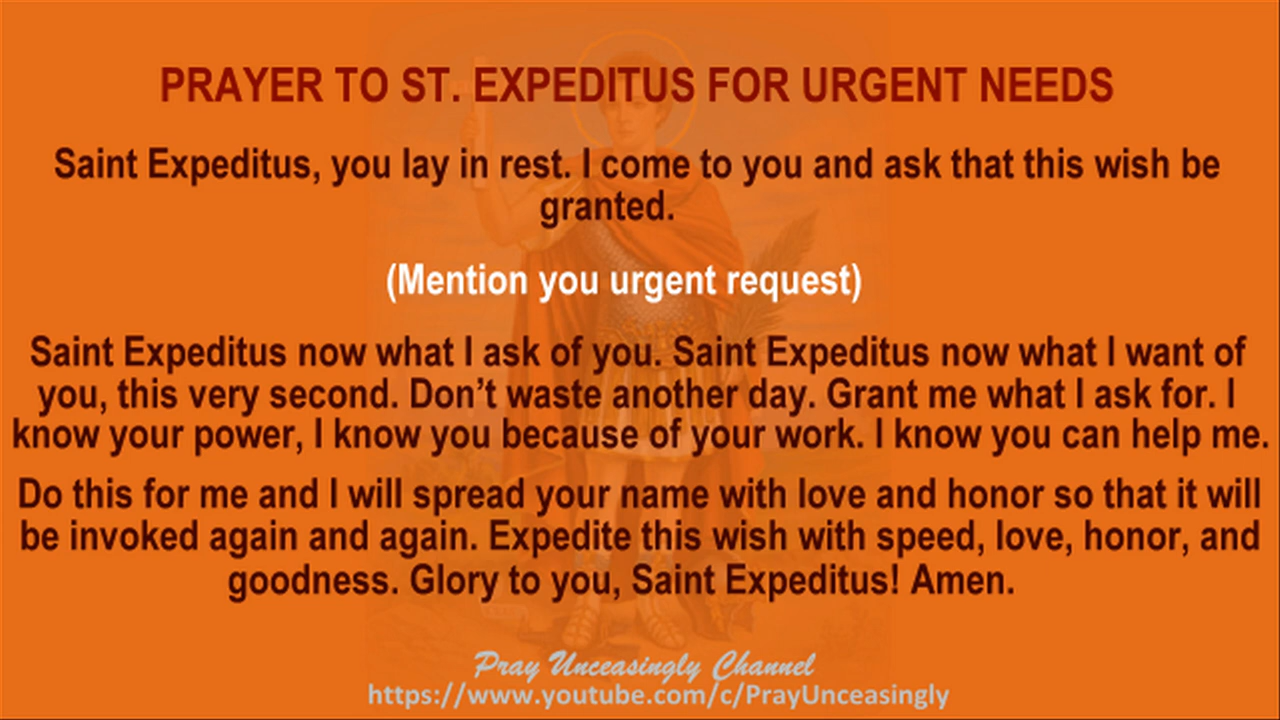 PRAYER TO ST. EXPEDITUS FOR URGENT NEEDS
Saint Expeditus, you lay in rest. I come to you and ask that this wish be
granted.
(Mention you urgent request)
Saint Expeditus now what I ask of you. Saint Expeditus now what I want of
you, this very second. Don’t waste another day. Grant me what I ask for. I
know your power, I know you because of your work. I know you can help me.
Do this for me and I will spread your name with love and honor so that it will
be invoked again and again. Expedite this wish with speed, love, honor, and
goodness. Glory to you, Saint Expeditus! Amen.
Pray Unceasingly Channel
https://www.youtube.com/c/PrayUnceasingly